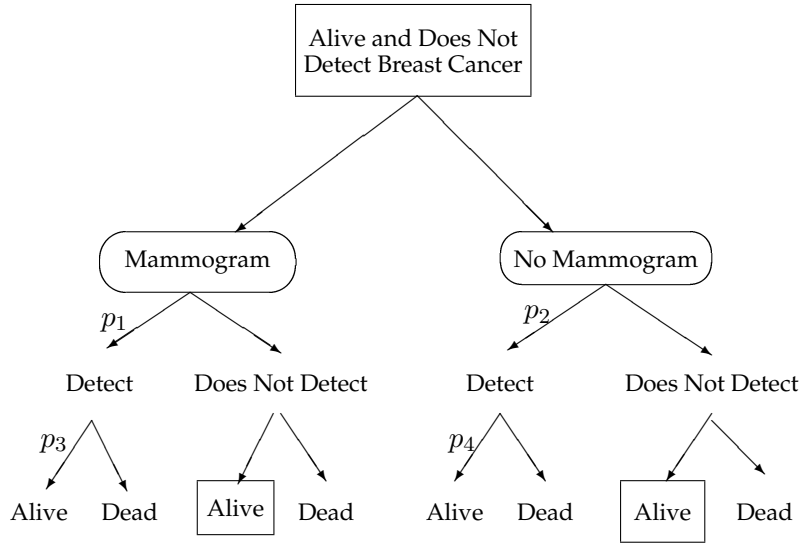 Alive and Does Not
Detect Breast Cancer
Mammogram
No Mammogram
p1
p2
Detect
Does Not Detect
Detect
Does Not Detect
p3
p4
Alive
Dead
Alive
Dead
Alive
Dead
Alive
Dead